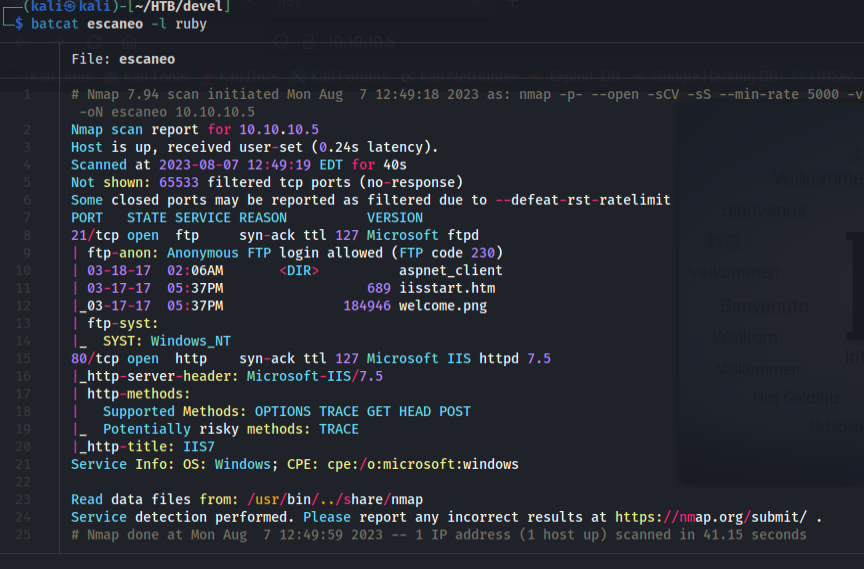 (kali㉿kali)-[~/HTB/devel]
$ batcat escaneo -l ruby
File: escaneo
1 # Nmap 7.94 scan initiated Mon Aug  7 12:49:18 2023 as: nmap -p- --open -sCV -sS --min-rate 5000 -v
-oN escaneo 10.10.10.5
2 Nmap scan report for 10.10.10.5
3 Host is up, received user-set (0.24s latency).
4 Scanned at 2023-08-07 12:49:19 EDT for 40s
5 Not shown: 65533 filtered tcp ports (no-response)
6 Some closed ports may be reported as filtered due to --defeat-rst-ratelimit
7 PORT   STATE SERVICE REASON          VERSION
8 21/tcp open  ftp     syn-ack ttl 127 Microsoft ftpd
9 | ftp-anon: Anonymous FTP login allowed (FTP code 230)
10 | 03-18-17  02:06AM       <DIR>          aspnet_client
11 | 03-17-17  05:37PM                  689 iisstart.htm
12 |_03-17-17  05:37PM               184946 welcome.png
13 | ftp-syst:
14 |_  SYST: Windows_NT
15 80/tcp open  http    syn-ack ttl 127 Microsoft IIS httpd 7.5
16 |_http-server-header: Microsoft-IIS/7.5
17 | http-methods:
18 |   Supported Methods: OPTIONS TRACE GET HEAD POST
19 |_  Potentially risky methods: TRACE
20 |_http-title: IIS7
21 Service Info: OS: Windows; CPE: cpe:/o:microsoft:windows
22
23 Read data files from: /usr/bin/../share/nmap
24 Service detection performed. Please report any incorrect results at https://nmap.org/submit/ .
25 # Nmap done at Mon Aug  7 12:49:59 2023 -- 1 IP address (1 host up) scanned in 41.15 seconds
10.10.10.5
Bienvenue
Benvenuto
Welkom
Hoş Geldiniz